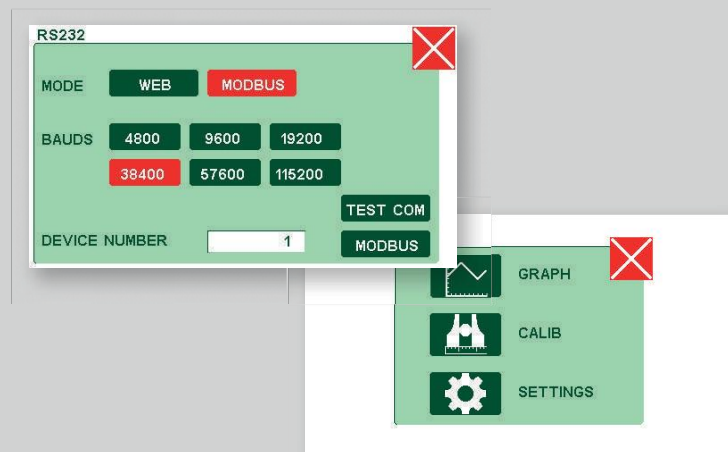 RS232
MODE WEB MODBUS
BAUDS 4800 9600 19200
38400 57600 115200
TEST COM
DEVICE NUMBER 1 MODBUS
GRAPH
CALIB
SETTINGS